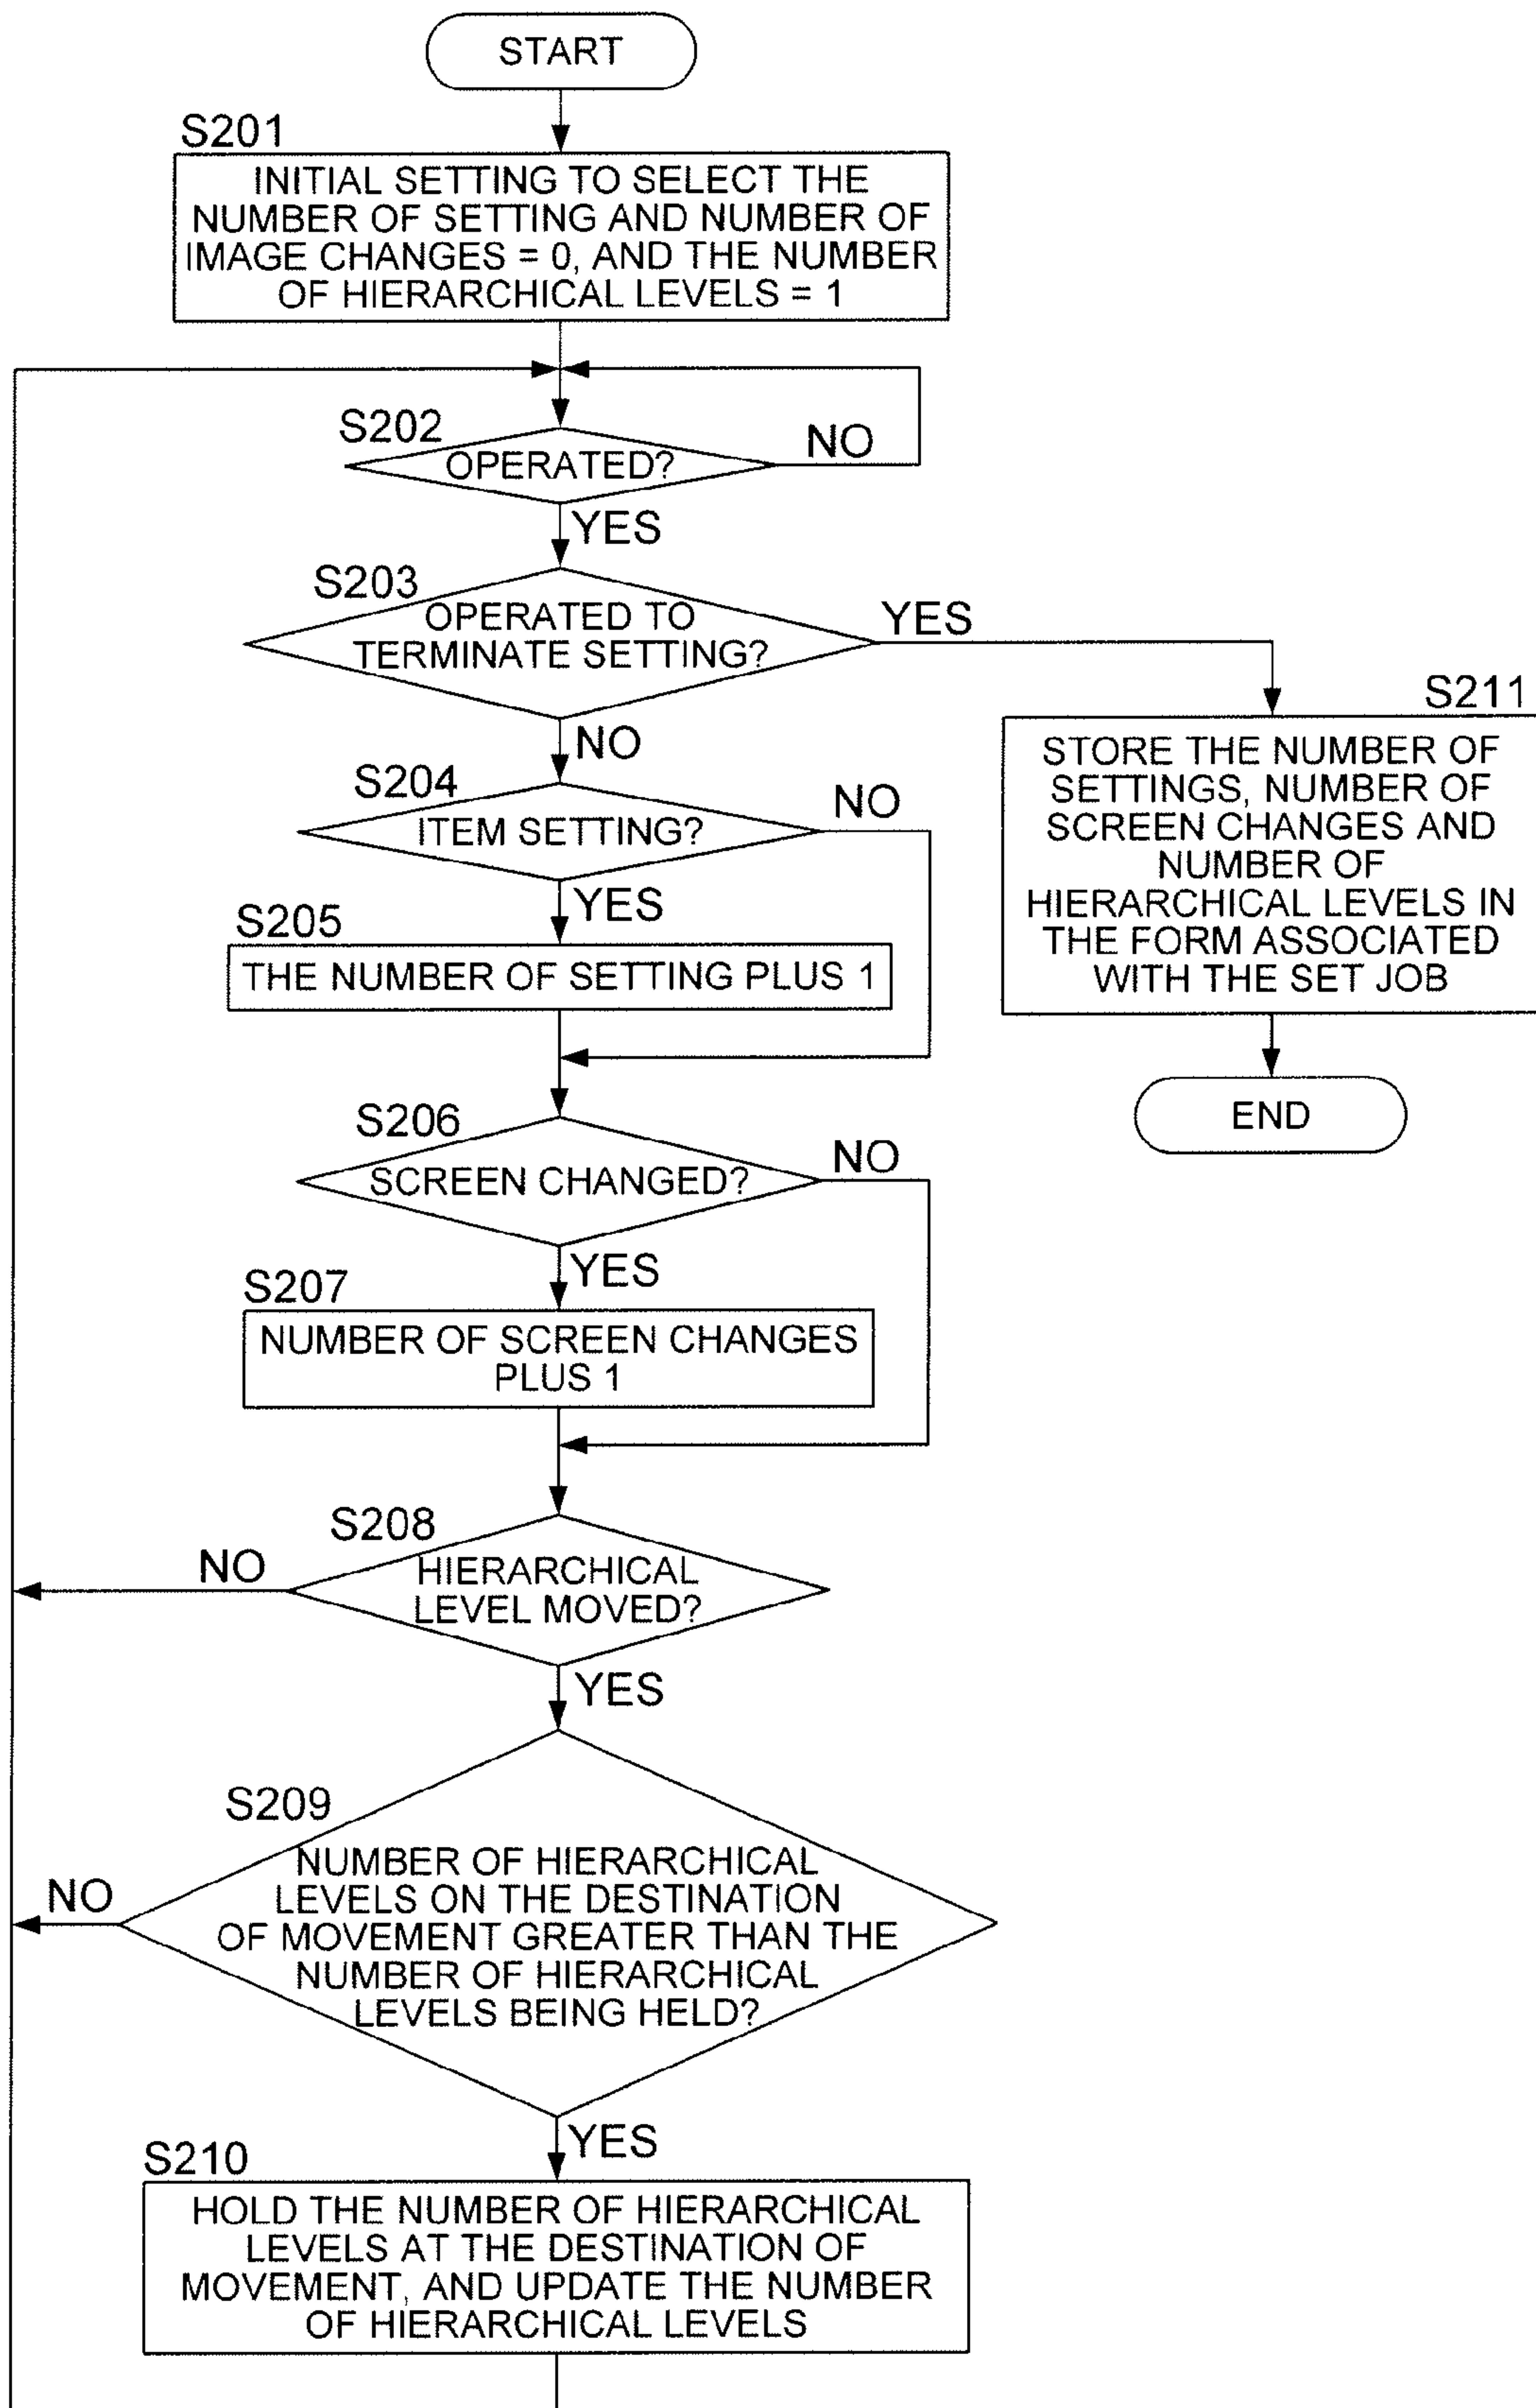 START
S201
INITIAL SETTING TO SELECT THE
NUMBER OF SETTING AND NUMBER OF
IMAGE CHANGES = 0, AND THE NUMBER
OF HIERARCHICAL LEVELS = 1
S202
OPERATED?
NO
YES
S203
OPERATED TO
TERMINATE SETTING?
YES
NO
S211
STORE THE NUMBER OF
SETTINGS, NUMBER OF
SCREEN CHANGES AND
NUMBER OF
HIERARCHICAL LEVELS IN
THE FORM ASSOCIATED
WITH THE SET JOB
END
S204
ITEM SETTING?
NO
YES
S205
THE NUMBER OF SETTING PLUS 1
S206
SCREEN CHANGED?
NO
YES
S207
NUMBER OF SCREEN CHANGES
PLUS 1
S208
HIERARCHICAL
LEVEL MOVED?
NO
YES
S209
NUMBER OF HIERARCHICAL
LEVELS ON THE DESTINATION
OF MOVEMENT GREATER THAN THE
NUMBER OF HIERARCHICAL
LEVELS BEING HELD?
NO
YES
S210
HOLD THE NUMBER OF HIERARCHICAL
LEVELS AT THE DESTINATION OF
MOVEMENT, AND UPDATE THE NUMBER
OF HIERARCHICAL LEVELS